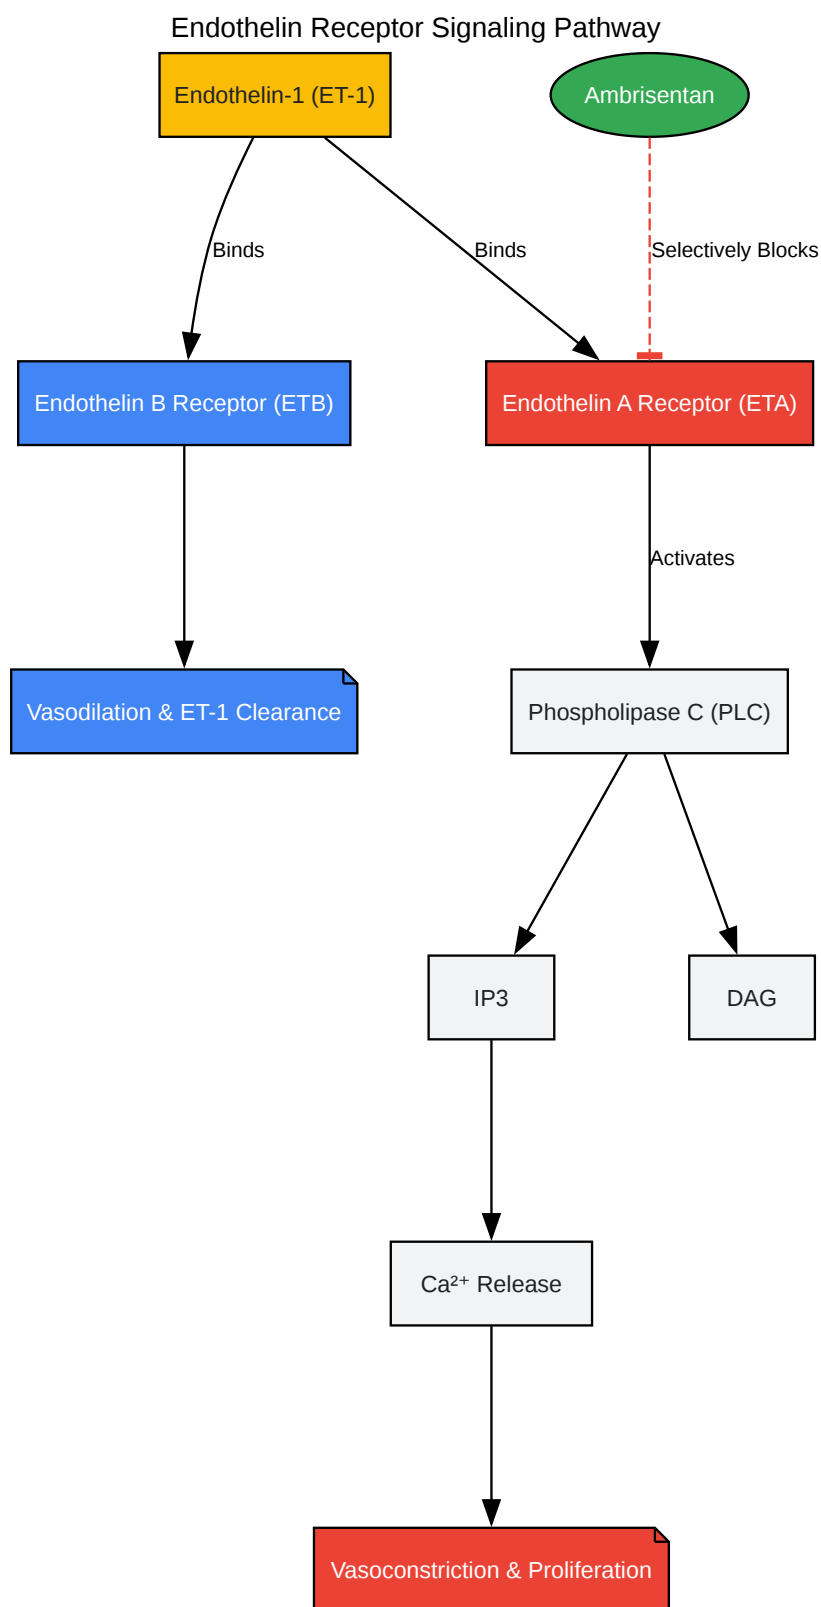 Endothelin Receptor Signaling Pathway
Endothelin-1 (ET-1)
Ambrisentan
Binds
Binds
Selectively Blocks
Endothelin B Receptor (ETB)
Endothelin A Receptor (ETA)
Activates
Vasodilation & ET-1 Clearance
Phospholipase C (PLC)
IP3
DAG
Ca²⁺ Release
Vasoconstriction & Proliferation